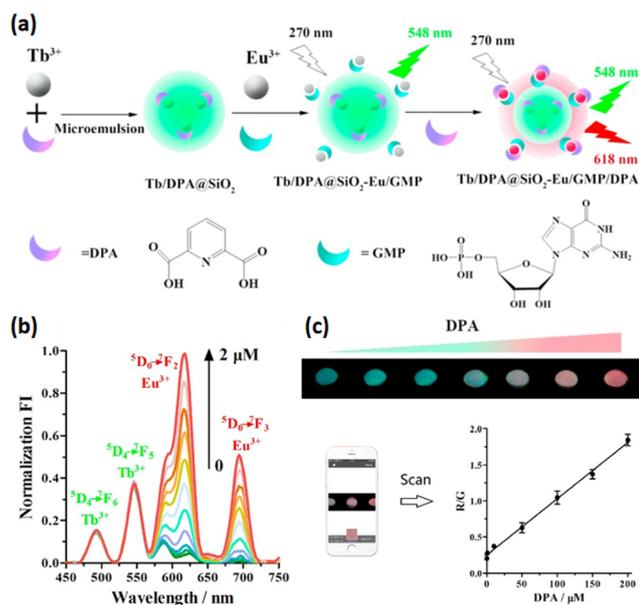 (a)
Tb³⁺
+
Microemulsion
Tb/DPA@SiO₂
Eu³⁺
270 nm
548 nm
Tb/DPA@SiO₂-Eu/GMP
270 nm
548 nm
618 nm
Tb/DPA@SiO₂-Eu/GMP/DPA
=DPA
O
OH
N
O
OH
= GMP
O
HO-P-O
OH
O
OH OH
N
N
O
NH
N
NH₂
(b)
Normalization FI
1.0
0.8
0.6
0.4
0.2
0.0
⁵D₄→⁷F₆
Tb³⁺
⁵D₄→⁷F₅
Tb³⁺
⁵D₀→⁷F₂
Eu³⁺
2 μM
0
⁵D₀→⁷F₃
Eu³⁺
450 500 550 600 650 700 750
Wavelength / nm
(c)
DPA
Scan
R/G
2.0
1.5
1.0
0.5
0.0
0 50 100 150 200
DPA / μM